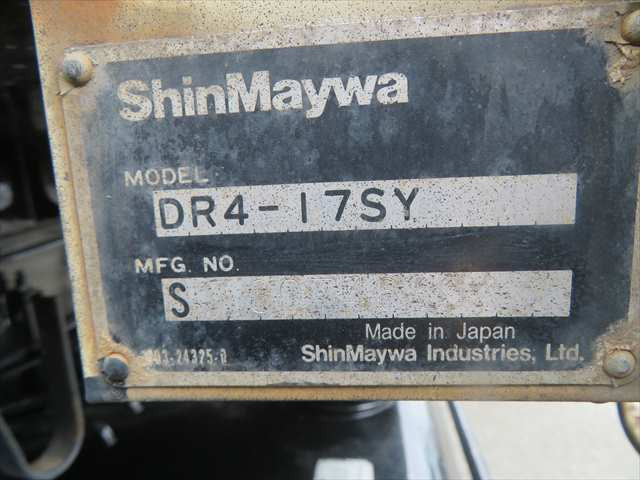 ShinMaywa
MODEL
DR4-17SY
MFG. NO.
S
Made in Japan
ShinMaywa Industries, Ltd.